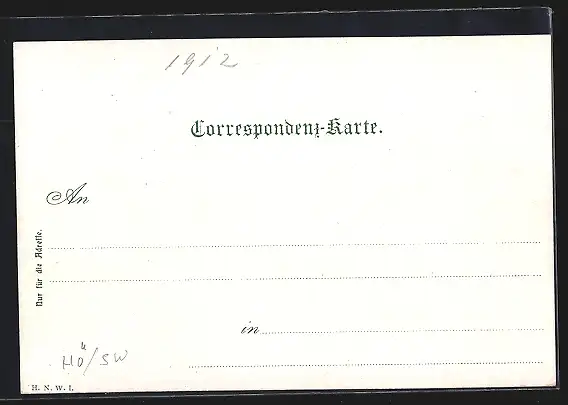 1912
Correspondenz-Karte.
An
Nur für die Adresse.
in
HÖ/SW
H. N. W. I.